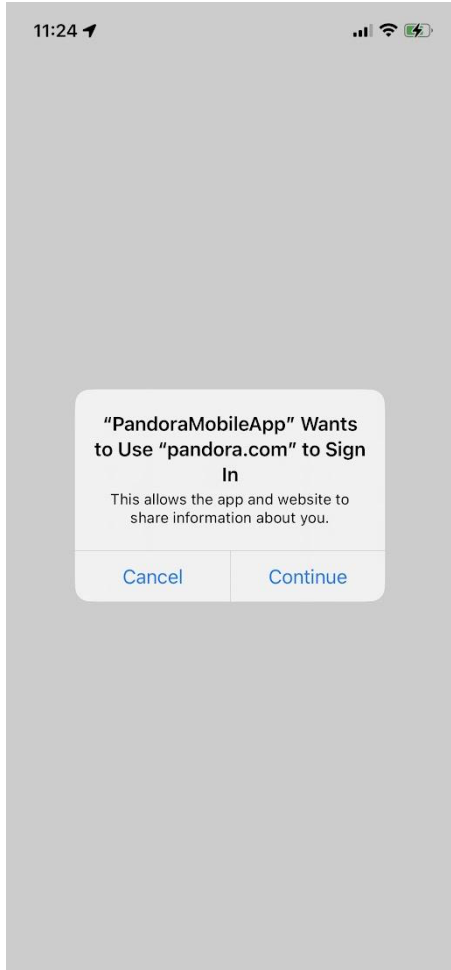 11:24
“PandoraMobileApp” Wants
to Use “pandora.com” to Sign
In
This allows the app and website to
share information about you.
Cancel
Continue